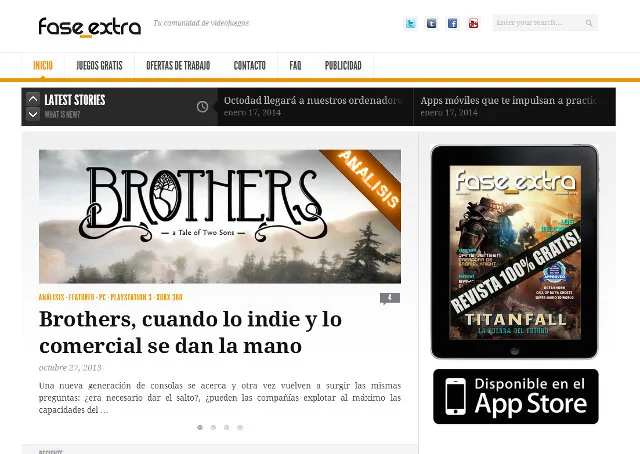 fase_extra
Tu comunidad de videojuegos
Enter your search...
INICIO
JUEGOS GRATIS
OFERTAS DE TRABAJO
CONTACTO
FAQ
PUBLICIDAD
LATEST STORIES
WHAT IS NEW?
Octodad llegará a nuestros ordenadore
enero 17, 2014
Apps móviles que te impulsan a practic
enero 17, 2014
BROTHERS
— a Tale of Two Sons —
ANALISIS
ANÁLISIS · FEATURED · PC · PLAYSTATION 3 · XBOX 360
4
Brothers, cuando lo indie y lo
comercial se dan la mano
octubre 27, 2013
Una nueva generación de consolas se acerca y otra vez vuelven a surgir las mismas
preguntas: ¿era necesario dar el salto?, ¿pueden las compañías explotar al máximo las
capacidades del ...
RECIENTE
fase_extra
REVISTA 100% GRATIS!
TITANFALL
LA GUERRA DEL FUTURO
Disponible en el
App Store